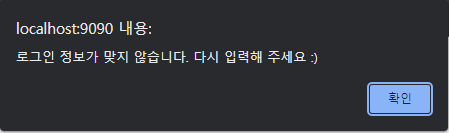 localhost:9090 내용:
로그인 정보가 맞지 않습니다. 다시 입력해 주세요 :)
확인